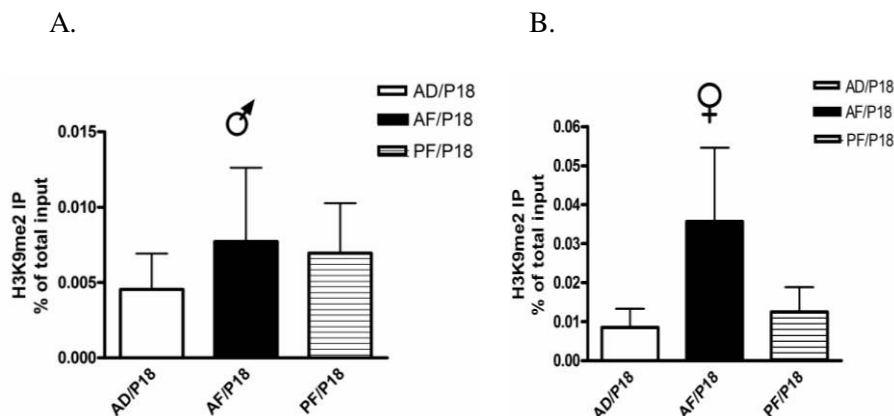 A.
B.
AD/P18
AF/P18
PF/P18
0.015
0.010
0.005
0.000
H3K9me2 IP
% of total input
AD/P18
AF/P18
PF/P18
AD/P18
AF/P18
PF/P18
0.06
0.05
0.04
0.03
0.02
0.01
0.00
H3K9me2 IP
% of total input
AD/P18
AF/P18
PF/P18